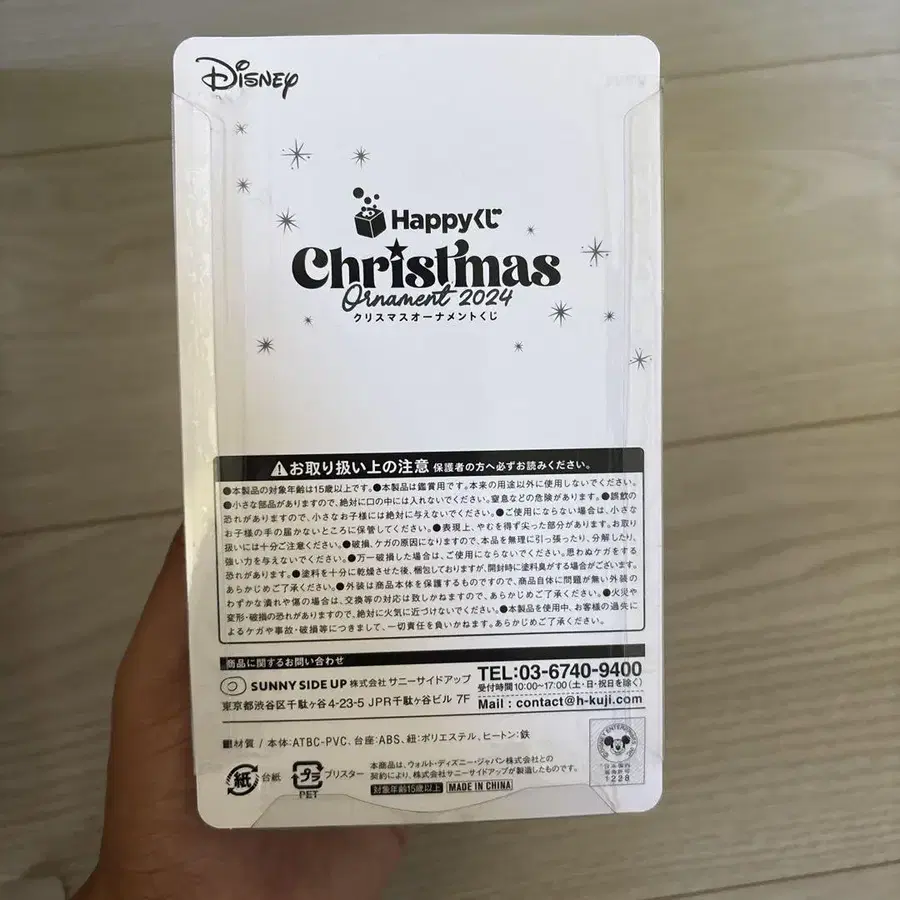 Disney
Happyくじ
Christmas
Ornament 2024
クリスマスオーナメントくじ
お取り扱い上の注意 保護者の方へ必ずお読みください。
●本製品の対象年齢は15歳以上です。●本製品は鑑賞用です。本来の用途以外に使用しないでください。
●小さな部品がありますので、絶対に口の中には入れないでください。窒息などの危険があります。●誤飲の
恐れがありますので、小さなお子様には絶対に与えないでください。●ご使用にならない場合は、小さな
お子様の手の届かないところに保管してください。●表現上、やむを得ず尖った部分があります。お取り
扱いには十分ご注意ください。●破損、ケガの原因になりますので、本品を無理に引っ張ったり、分解したり、
強い力を与えないでください。●万一破損した場合は、ご使用にならないでください。思わぬケガをする
恐れがあります。●塗料を十分に乾燥させた後、梱包しておりますが、開封時に塗料臭がする場合がございます。
あらかじめご了承ください。●外装は商品本体を保護するものですので、商品自体に問題が無い外装の
わずかな潰れや傷の場合は、交換等の対応は致しかねますので、あらかじめご了承ください。●火災や
変形・破損の恐れがありますので、絶対に火気に近づけないでください。●本製品を使用中、お客様の過失に
よるケガや事故・破損等につきまして、一切責任を負いかねます。あらかじめご了承ください。
商品に関するお問い合わせ
SUNNY SIDE UP 株式会社 サニーサイドアップ
東京都渋谷区千駄ヶ谷4-23-5 JPR千駄ヶ谷ビル 7F
TEL:03-6740-9400
受付時間 10:00~17:00 (土・日・祝日を除く)
Mail : contact@h-kuji.com
■材質 / 本体:ATBC-PVC、台座:ABS、紐:ポリエステル、ヒートン:鉄
紙 台紙
プラ ブリスター
PET
本商品は、ウォルト・ディズニー・ジャパン株式会社との
契約により、株式会社サニーサイドアップが製造したものです。
対象年齢15歳以上 MADE IN CHINA
1228